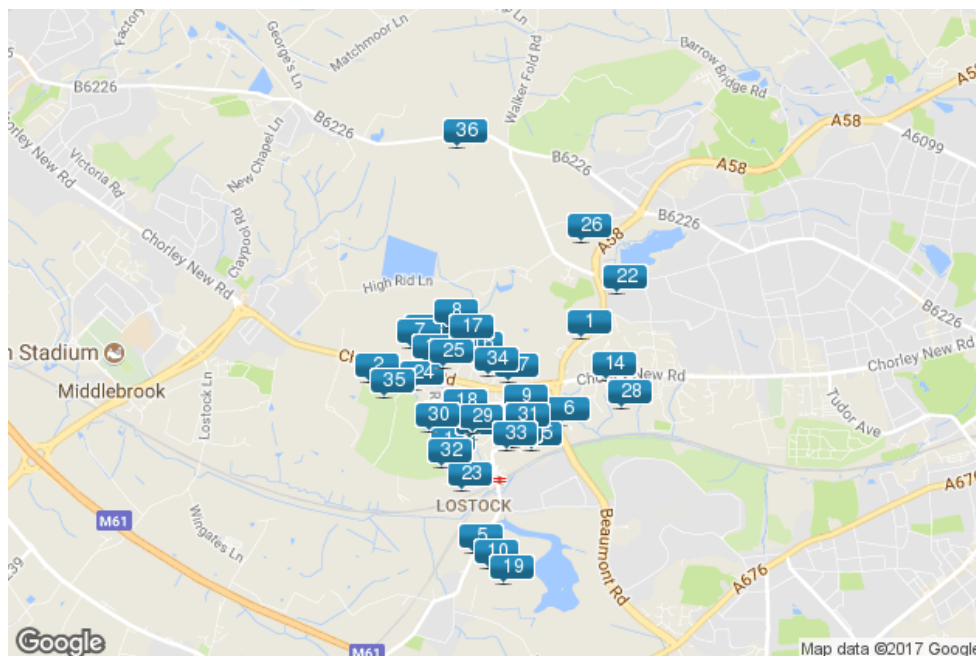 Factory
Matchmoor Ln
George's Ln
B6226
Walker Fold Rd
Barrow Bridge Rd
A58
A6099
A58
A58
36
B6226
B6226
New Chapel Ln
Victoria Rd
Chorley New Rd
Claypool Rd
26
A58
B6226
High Rid Ln
22
8
7
17
1
25
34
2
24
35
14
Chorley New Rd
Chorley New Rd
n Stadium
Middlebrook
Lostock Ln
28
18
9
6
30
29
31
33
32
23
Tudor Ave
A676
LOSTOCK
M61
Wingates Ln
5
10
19
Beaumont Rd
A676
M61
Google
Map data ©2017 Google